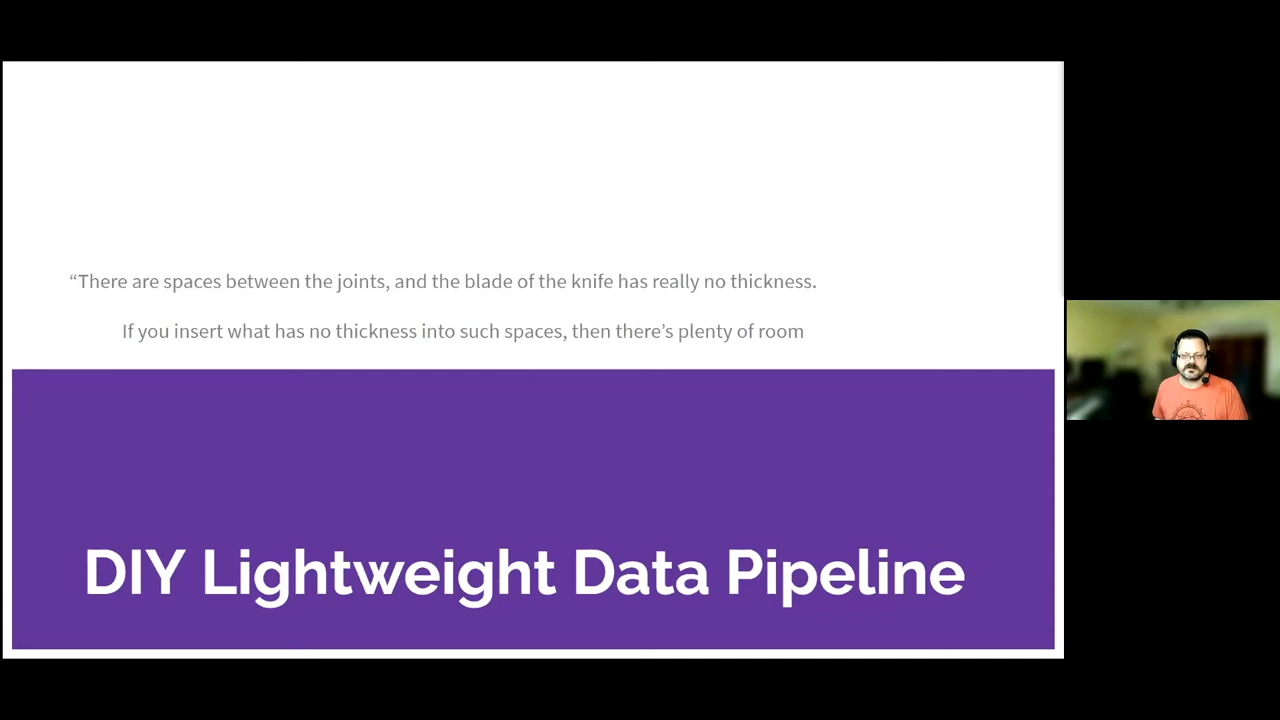 “There are spaces between the joints, and the blade of the knife has really no thickness.
If you insert what has no thickness into such spaces, then there’s plenty of room
DIY Lightweight Data Pipeline